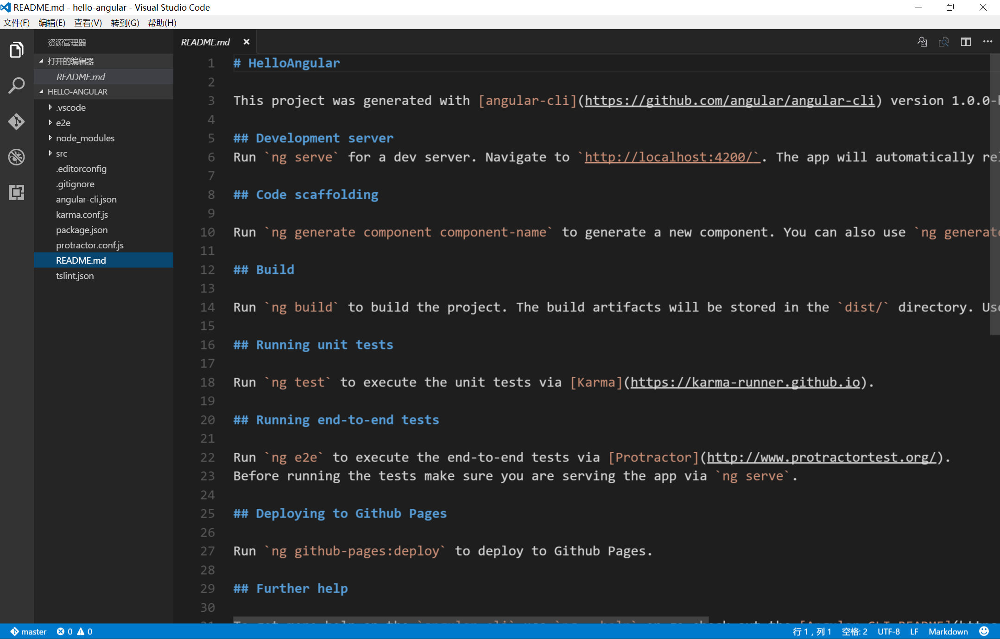 README.md - hello-angular - Visual Studio Code
文件(F) 编辑(E) 查看(V) 转到(G) 帮助(H)
资源管理器
打开的编辑器
README.md
HELLO-ANGULAR
.vscode
e2e
node_modules
src
.editorconfig
.gitignore
angular-cli.json
karma.conf.js
package.json
protractor.conf.js
README.md
tslint.json
README.md
1 # HelloAngular
2
3 This project was generated with [angular-cli](https://github.com/angular/angular-cli) version 1.0.0-
4
5 ## Development server
6 Run `ng serve` for a dev server. Navigate to `http://localhost:4200/`. The app will automatically
7
8 ## Code scaffolding
9
10 Run `ng generate component component-name` to generate a new component. You can also use `ng generate
11
12 ## Build
13
14 Run `ng build` to build the project. The build artifacts will be stored in the `dist/` directory. Use
15
16 ## Running unit tests
17
18 Run `ng test` to execute the unit tests via [Karma](https://karma-runner.github.io).
19
20 ## Running end-to-end tests
21
22 Run `ng e2e` to execute the end-to-end tests via [Protractor](http://www.protractortest.org/).
23 Before running the tests make sure you are serving the app via `ng serve`.
24
25 ## Deploying to Github Pages
26
27 Run `ng github-pages:deploy` to deploy to Github Pages.
28
29 ## Further help
30
master 0 0
行 1，列 1 空格: 2 UTF-8 LF Markdown